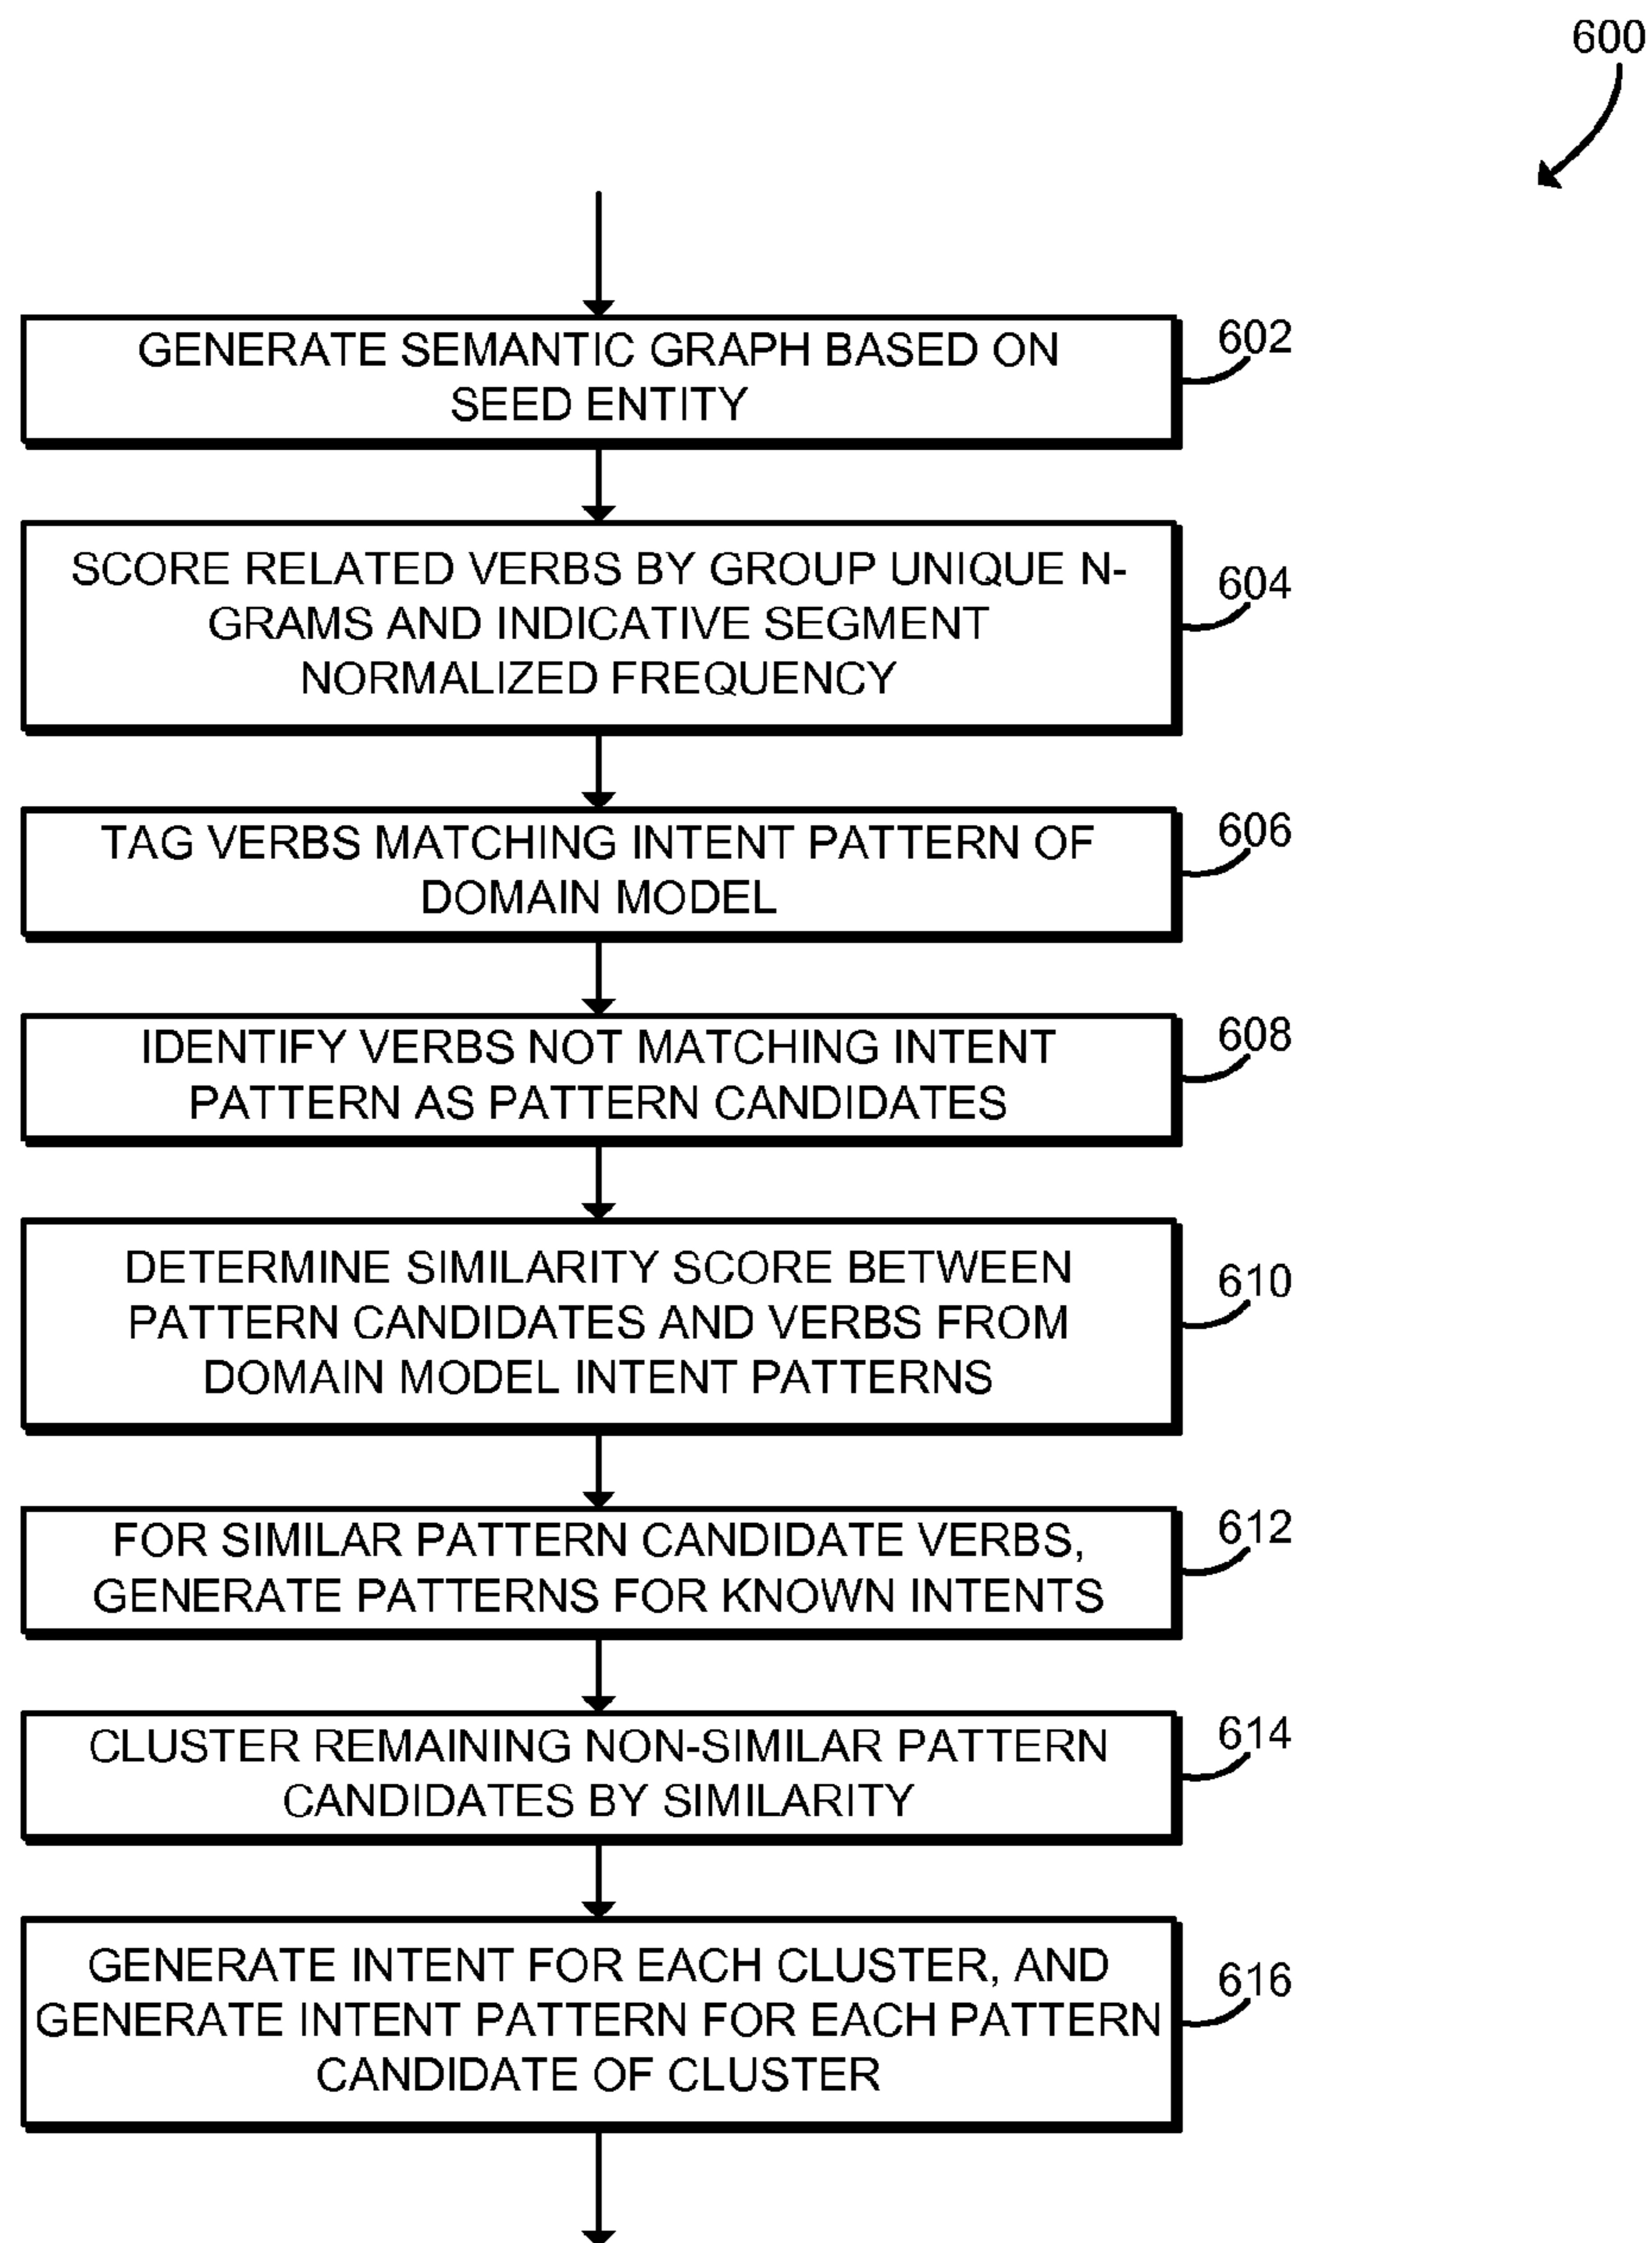 600
GENERATE SEMANTIC GRAPH BASED ON
SEED ENTITY
602
SCORE RELATED VERBS BY GROUP UNIQUE N-
GRAMS AND INDICATIVE SEGMENT
NORMALIZED FREQUENCY
604
TAG VERBS MATCHING INTENT PATTERN OF
DOMAIN MODEL
606
IDENTIFY VERBS NOT MATCHING INTENT
PATTERN AS PATTERN CANDIDATES
608
DETERMINE SIMILARITY SCORE BETWEEN
PATTERN CANDIDATES AND VERBS FROM
DOMAIN MODEL INTENT PATTERNS
610
FOR SIMILAR PATTERN CANDIDATE VERBS,
GENERATE PATTERNS FOR KNOWN INTENTS
612
CLUSTER REMAINING NON-SIMILAR PATTERN
CANDIDATES BY SIMILARITY
614
GENERATE INTENT FOR EACH CLUSTER, AND
GENERATE INTENT PATTERN FOR EACH PATTERN
CANDIDATE OF CLUSTER
616